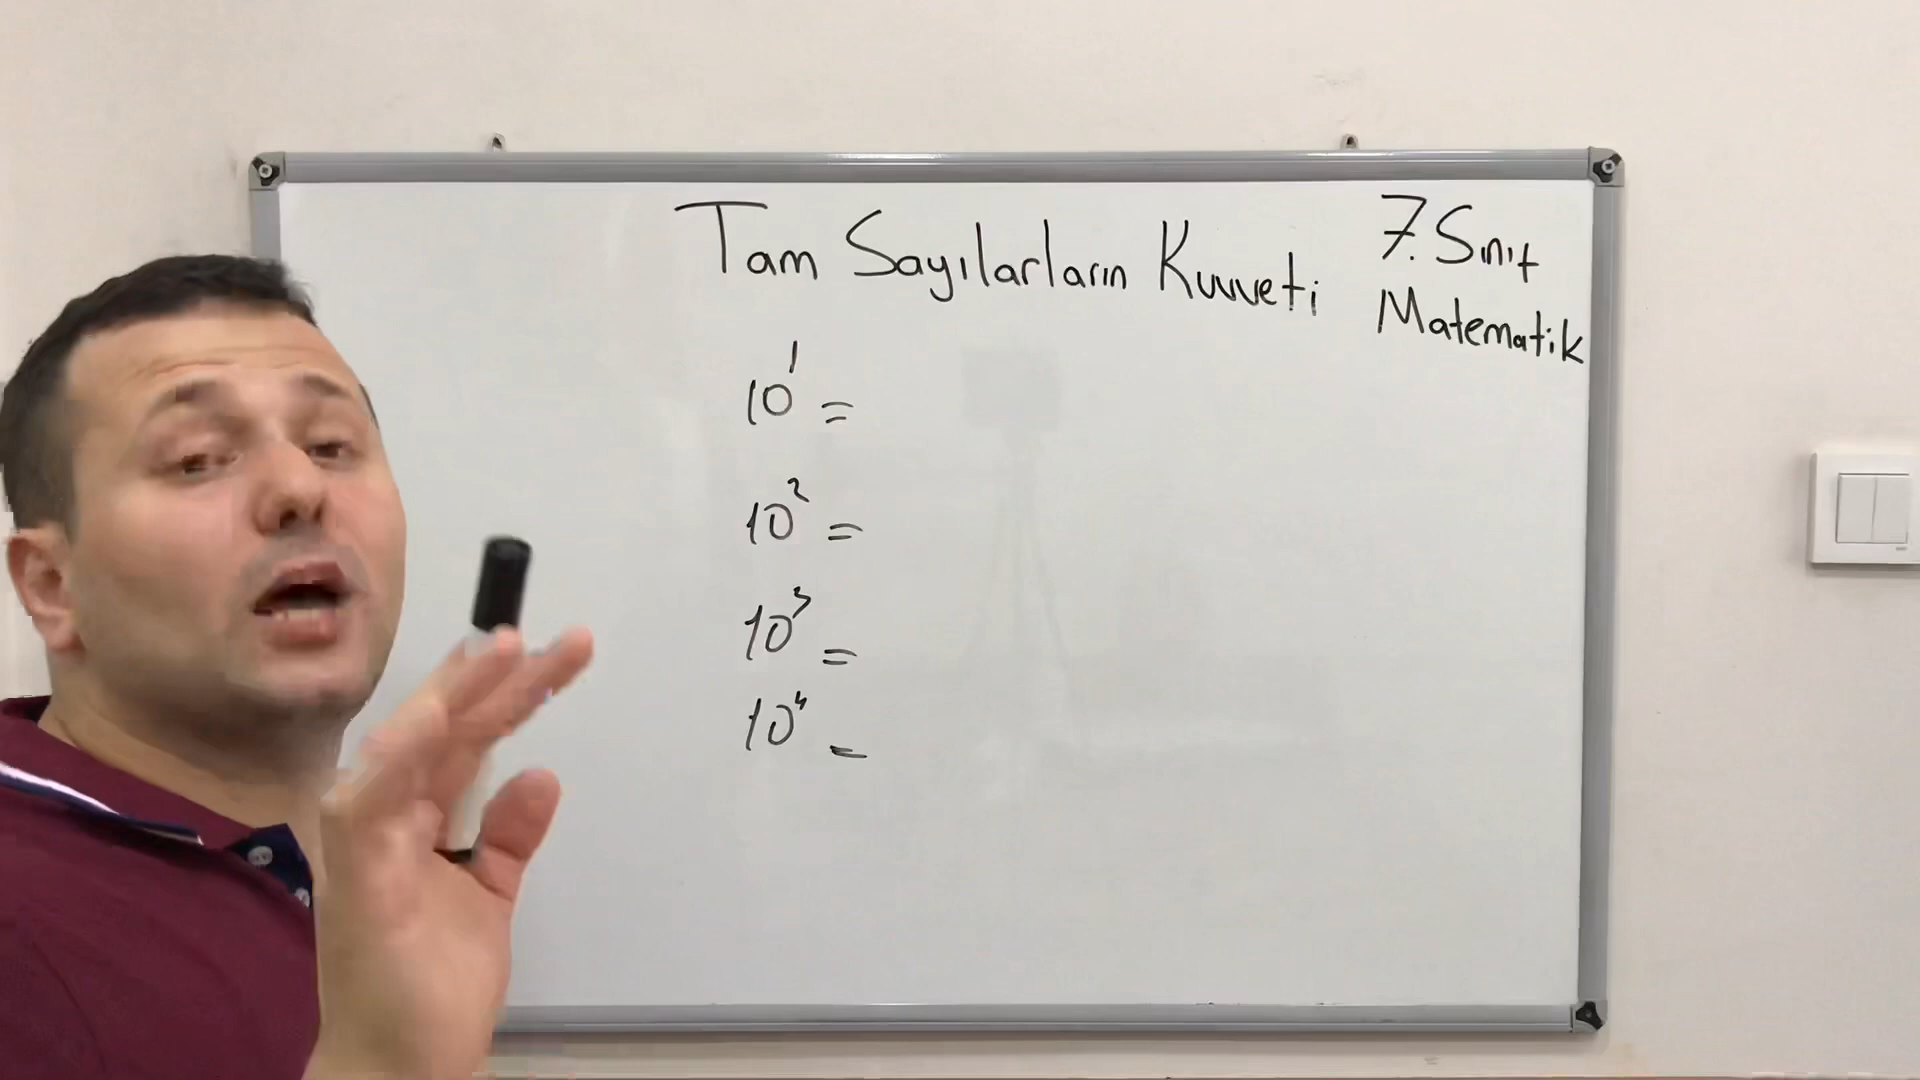 Tam Sayılarların Kuvveti
7. Sınıf
Matematik
10¹ =
10² =
10³ =
10⁴ =